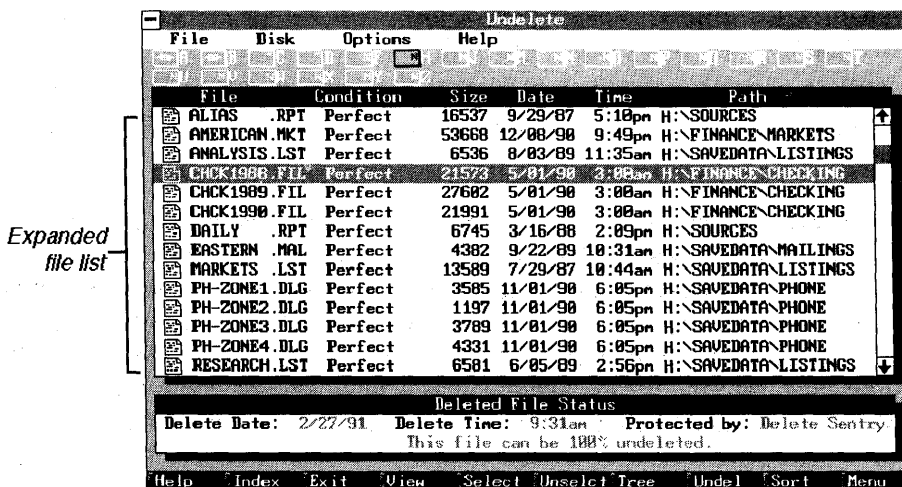 Undelete
File Disk Options Help
File Condition Size Date Time Path
ALIAS .RPT Perfect 16537 9/29/87 5:10pm H:\SOURCES
AMERICAN.MKT Perfect 53668 12/08/90 9:49pm H:\FINANCE\MARKETS
ANALYSIS.LST Perfect 6536 8/03/89 11:35am H:\SAVEDATA\LISTINGS
CHCK1988.FIL Perfect 21573 5/01/90 3:00am H:\FINANCE\CHECKING
CHCK1989.FIL Perfect 27602 5/01/90 3:00am H:\FINANCE\CHECKING
CHCK1990.FIL Perfect 21991 5/01/90 3:00am H:\FINANCE\CHECKING
DAILY .RPT Perfect 6745 3/16/88 2:09pm H:\SOURCES
EASTERN .MAL Perfect 4382 9/22/89 10:31am H:\SAVEDATA\MAILINGS
MARKETS .LST Perfect 13589 7/29/87 10:44am H:\SAVEDATA\LISTINGS
PH-ZONE1.DLG Perfect 3585 11/01/90 6:05pm H:\SAVEDATA\PHONE
PH-ZONE2.DLG Perfect 1197 11/01/90 6:05pm H:\SAVEDATA\PHONE
PH-ZONE3.DLG Perfect 3789 11/01/90 6:05pm H:\SAVEDATA\PHONE
PH-ZONE4.DLG Perfect 4331 11/01/90 6:05pm H:\SAVEDATA\PHONE
RESEARCH.LST Perfect 6581 6/05/89 2:56pm H:\SAVEDATA\LISTINGS
Expanded
file list
Deleted File Status
Delete Date: 2/27/91 Delete Time: 9:31am Protected by: Delete Sentry
This file can be 100% undeleted.
Help Index Exit View Select Unselct Tree Undel Sort Menu